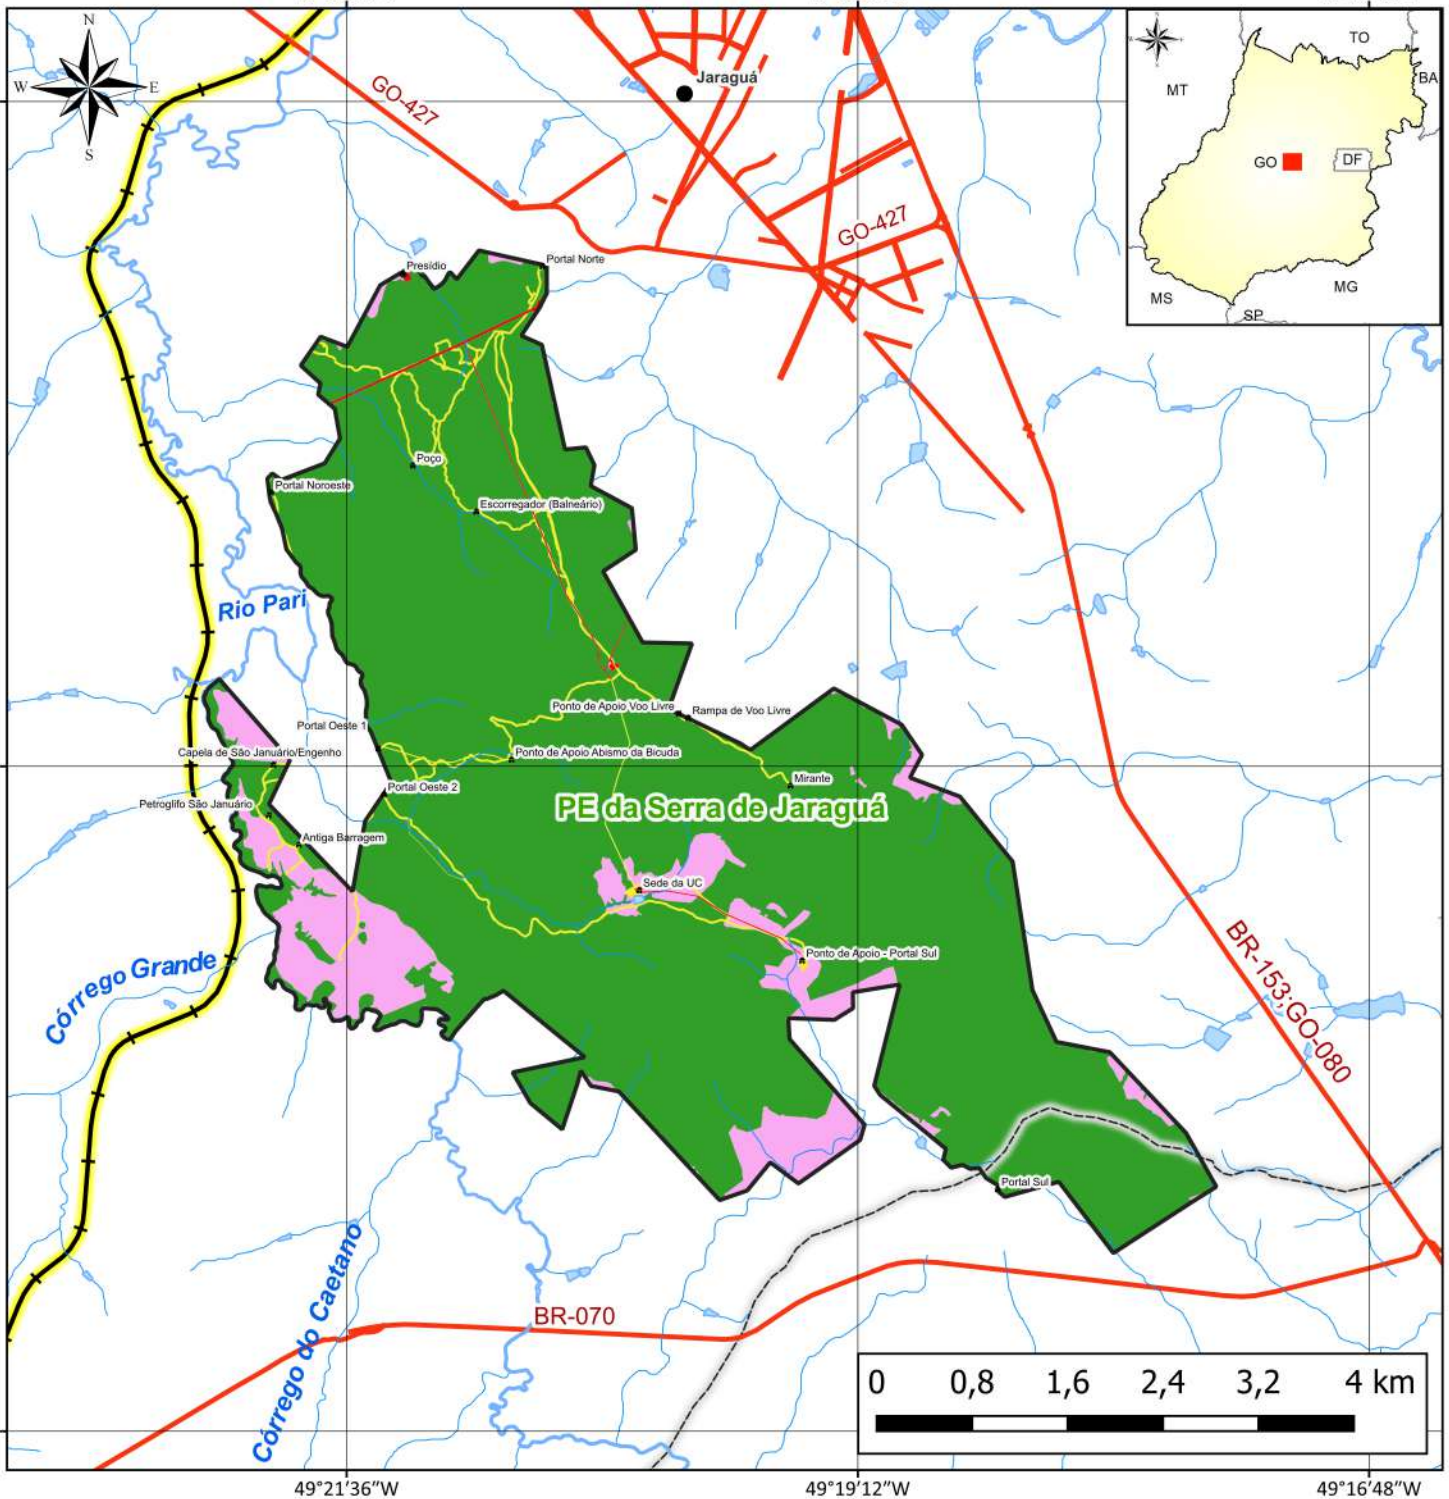 N
W
E
S
GO-427
Jaraguá
TO
BA
MT
GO
DF
MS
MG
SP
GO-427
Presídio
Portal Norte
Poço
Portal Noroeste
Escorregador (Balneário)
Rio Pari
Ponto de Apoio Voo Livre
Rampa de Voo Livre
Portal Oeste 1
Capela de São Januário/Engenho
Ponto de Apoio Abismo da Bicuda
Mirante
Portal Oeste 2
Petroglifo São Januário
PE da Serra de Jaraguá
Antiga Barragem
Sede da UC
Ponto de Apoio - Portal Sul
Córrego Grande
BR-153;GO-080
Portal Sul
Córrego do Caetano
BR-070
0 0,8 1,6 2,4 3,2 4 km
49°21'36"W 49°19'12"W 49°16'48"W